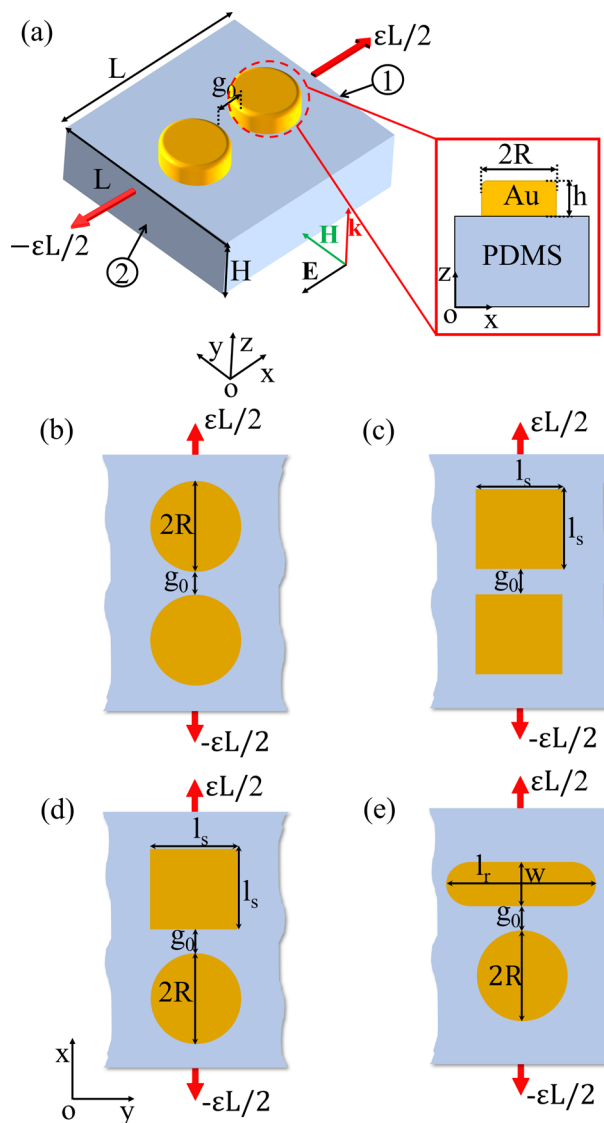 (a)
εL/2
L
g₀
①
2R
Au
h
L
k
H
PDMS
-εL/2
②
H
E
z
o
x
y
z
o
x
(b)
εL/2
(c)
εL/2
2R
lₛ
lₛ
g₀
g₀
-εL/2
-εL/2
(d)
εL/2
(e)
εL/2
lₛ
lₛ
lᵣ
w
g₀
g₀
2R
2R
x
o
y
-εL/2
-εL/2